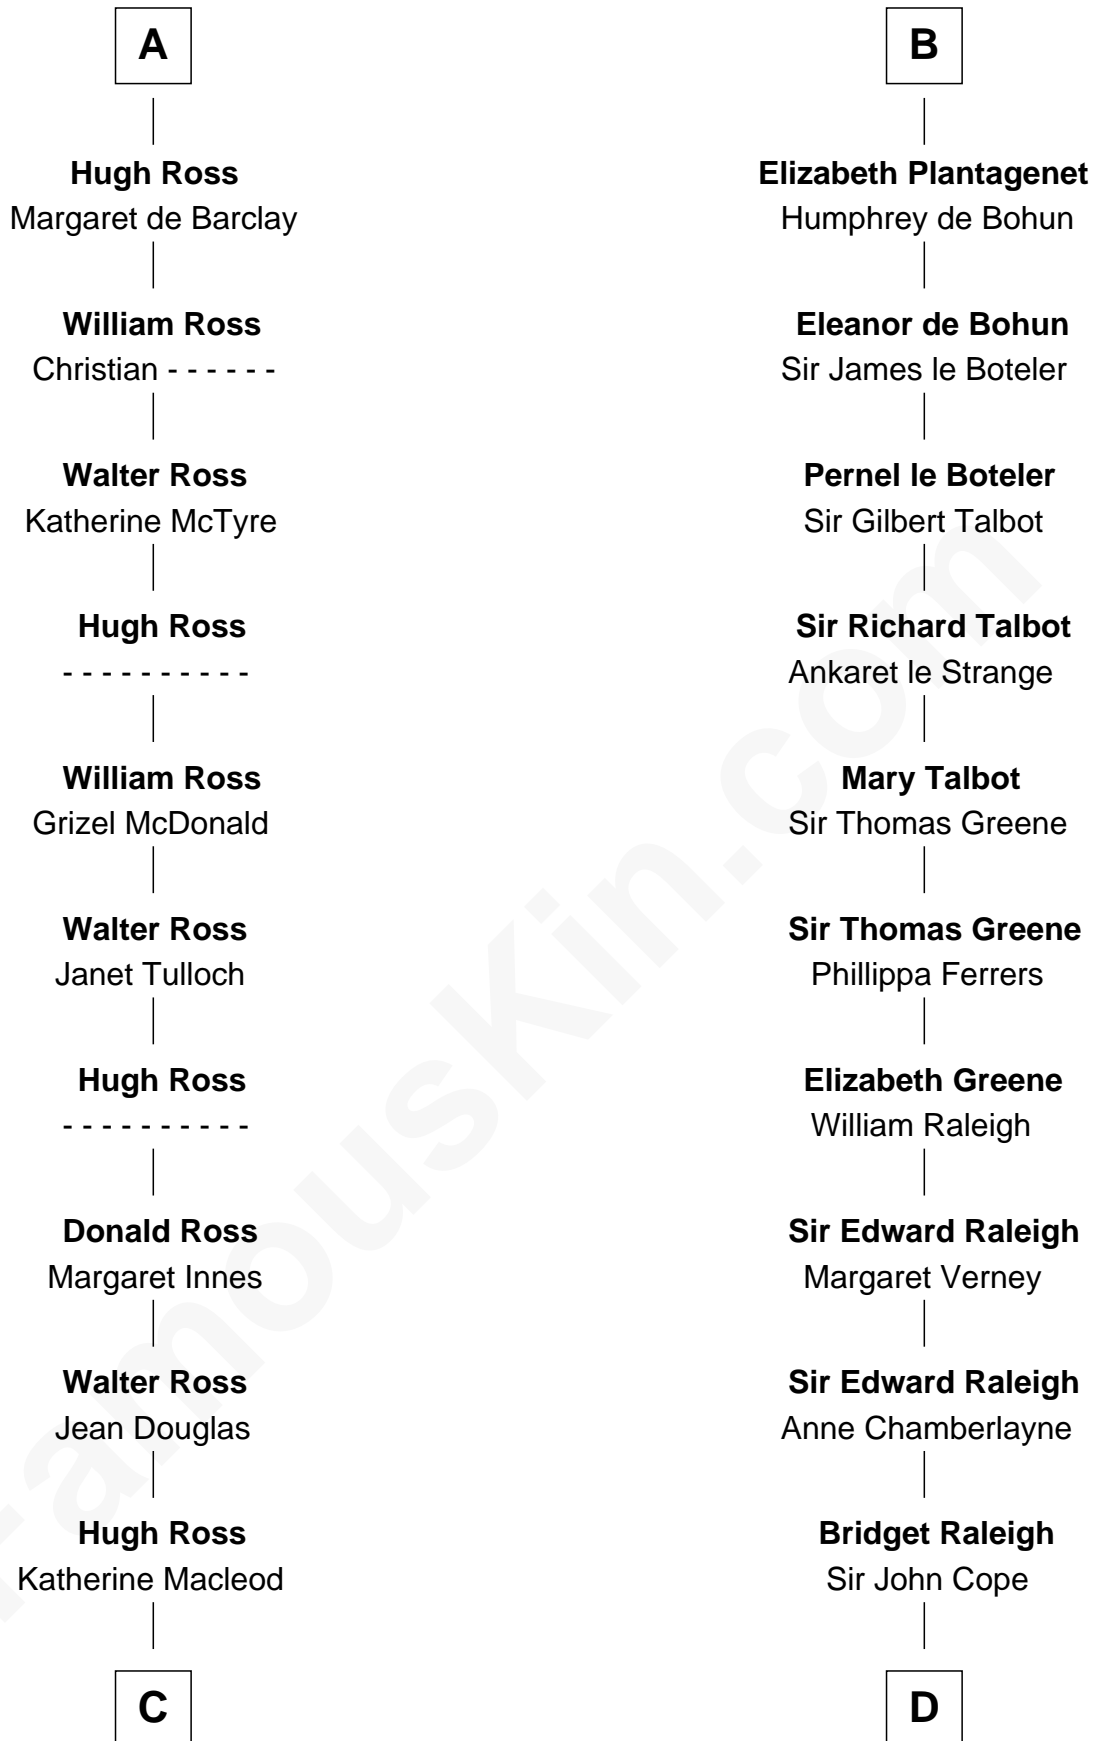 A
Hugh Ross
Margaret de Barclay
William Ross
Christian - - - - - -
Walter Ross
Katherine McTyre
Hugh Ross
- - - - - - - - - -
William Ross
Grizel McDonald
Walter Ross
Janet Tulloch
Hugh Ross
- - - - - - - - - -
Donald Ross
Margaret Innes
Walter Ross
Jean Douglas
Hugh Ross
Katherine Macleod
C
B
Elizabeth Plantagenet
Humphrey de Bohun
Eleanor de Bohun
Sir James le Boteler
Pernel le Boteler
Sir Gilbert Talbot
Sir Richard Talbot
Ankaret le Strange
Mary Talbot
Sir Thomas Greene
Sir Thomas Greene
Phillippa Ferrers
Elizabeth Greene
William Raleigh
Sir Edward Raleigh
Margaret Verney
Sir Edward Raleigh
Anne Chamberlayne
Bridget Raleigh
Sir John Cope
D
FamousKin.com